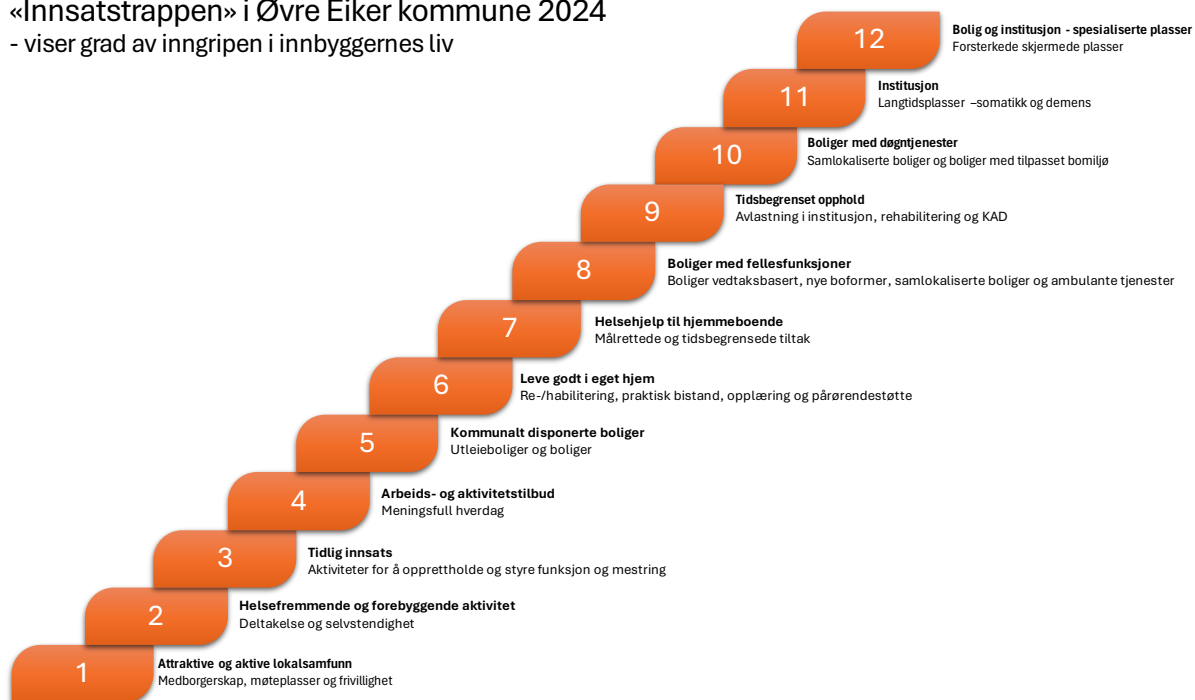 «Innsatstrappen» i Øvre Eiker kommune 2024
- viser grad av inngripen i innbyggernes liv
12
Bolig og institusjon - spesialiserte plasser
Forsterkede skjermede plasser
11
Institusjon
Langtidsplasser –somatikk og demens
10
Boliger med døgntjenester
Samlokaliserte boliger og boliger med tilpasset bomiljø
9
Tidsbegrenset opphold
Avlastning i institusjon, rehabilitering og KAD
8
Boliger med fellesfunksjoner
Boliger vedtaksbasert, nye boformer, samlokaliserte boliger og ambulante tjenester
7
Helsehjelp til hjemmeboende
Målrettede og tidsbegrensede tiltak
6
Leve godt i eget hjem
Re-/habilitering, praktisk bistand, opplæring og pårørendestøtte
5
Kommunalt disponerte boliger
Utleieboliger og boliger
4
Arbeids- og aktivitetstilbud
Meningsfull hverdag
3
Tidlig innsats
Aktiviteter for å opprettholde og styre funksjon og mestring
2
Helsefremmende og forebyggende aktivitet
Deltakelse og selvstendighet
1
Attraktive og aktive lokalsamfunn
Medborgerskap, møteplasser og frivillighet